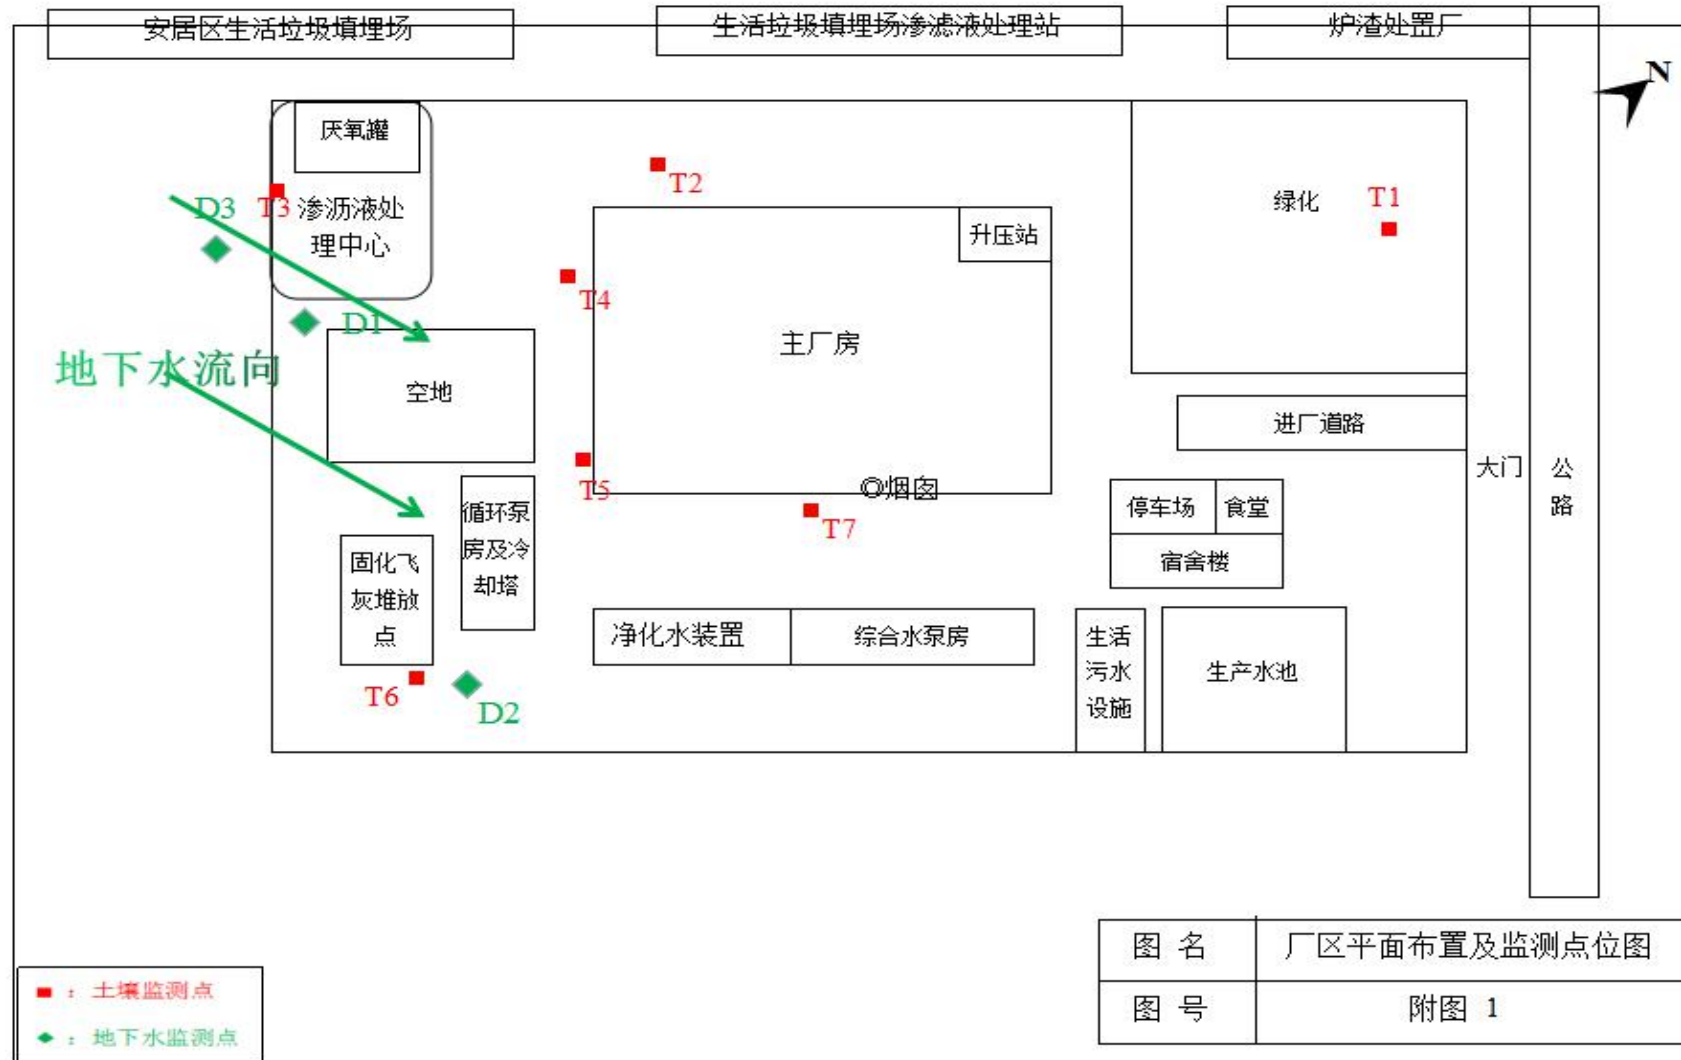 安居区生活垃圾填埋场
生活垃圾填埋场渗滤液处理站
炉渣处置厂
N
厌氧罐
T2
绿化
T1
D3
T3
渗沥液处
理中心
升压站
T4
D1
主厂房
地下水流向
空地
进厂道路
大门
公
路
T5
◎烟囱
T7
停车场
食堂
宿舍楼
循环泵
房及冷
却塔
固化飞
灰堆放
点
净化水装置
综合水泵房
生活
污水
设施
生产水池
T6
D2
图 名
厂区平面布置及监测点位图
图 号
附图 1
：土壤监测点
：地下水监测点